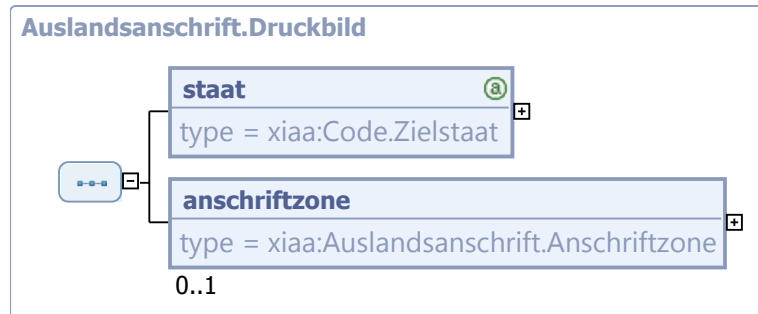 Auslandsanschrift.Druckbild
staat
a
type = xiaa:Code.Zielstaat
anschriftzone
type = xiaa:Auslandsanschrift.Anschriftzone
0..1